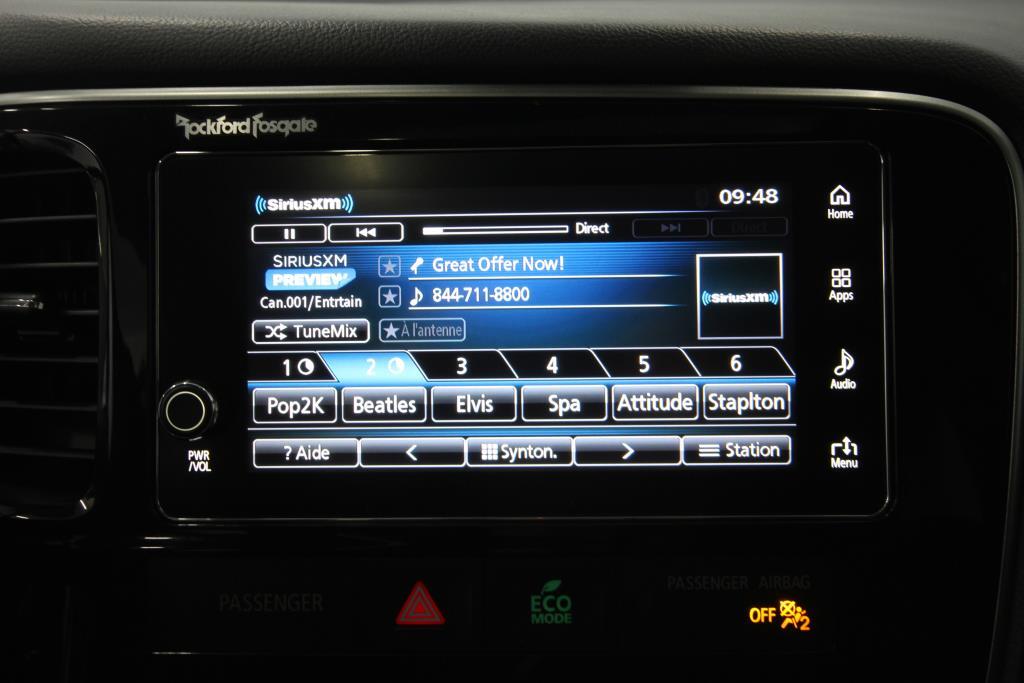 Rockford Fosgate
SiriusXM 09:48
Home
Direct Direct
SIRIUSXM
PREVIEW
Great Offer Now!
Can.001/Entrtain
844-711-8800
SiriusXM
Apps
TuneMix
À l'antenne
1 2 3 4 5 6
Audio
Pop2K Beatles Elvis Spa Attitude Staplton
? Aide < Synton. > Station
PWR
/VOL
Menu
PASSENGER
ECO
MODE
PASSENGER AIRBAG
OFF 2